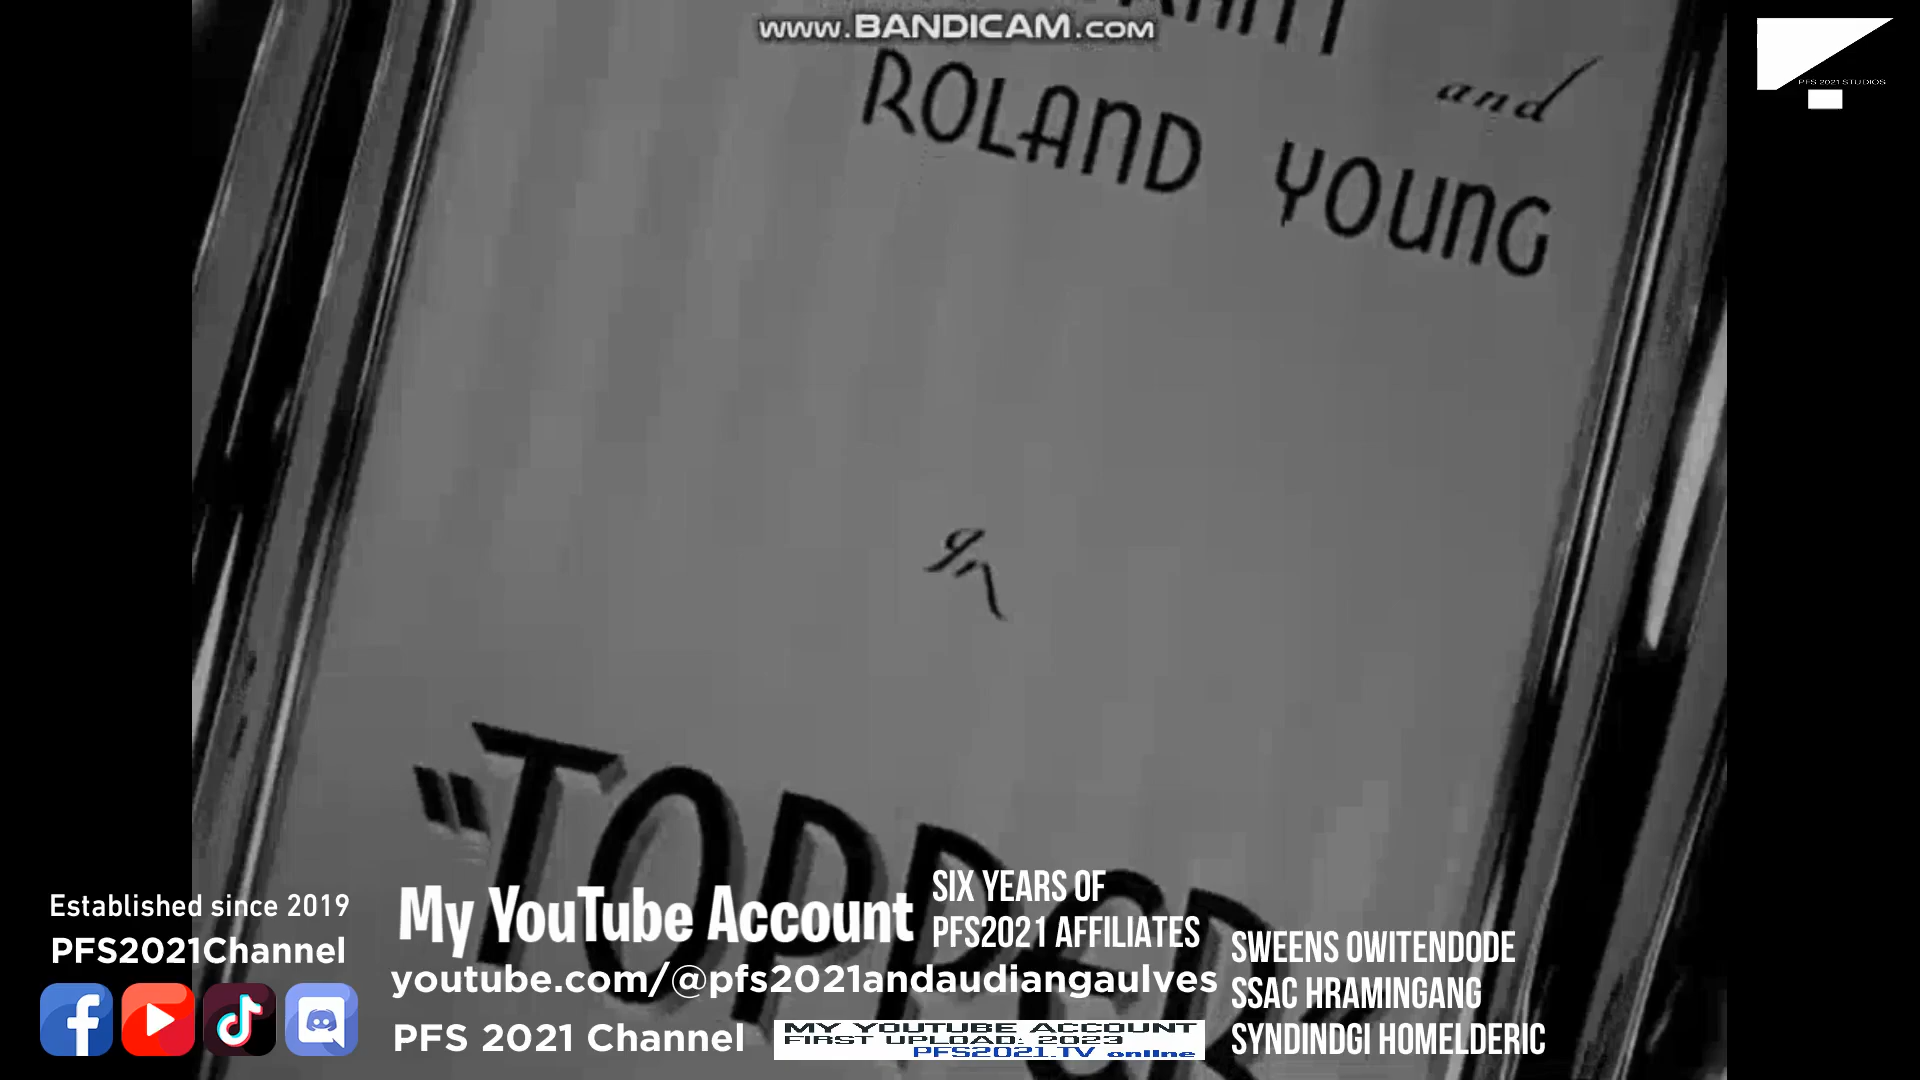 www.BANDICAM.com
and
ROLAND YOUNG
In
"TOPPER
PFS 2021 STUDIOS
Established since 2019
PFS2021Channel
My YouTube Account
youtube.com/@pfs2021andaudiangaulves
PFS 2021 Channel
SIX YEARS OF
PFS2021 AFFILIATES
MY YOUTUBE ACCOUNT
FIRST UPLOAD: 2023
PFS2021.TV online
SWEENS OWITENDODE
SSAC HRAMINGANG
SYNDINDGI HOMELDERIC